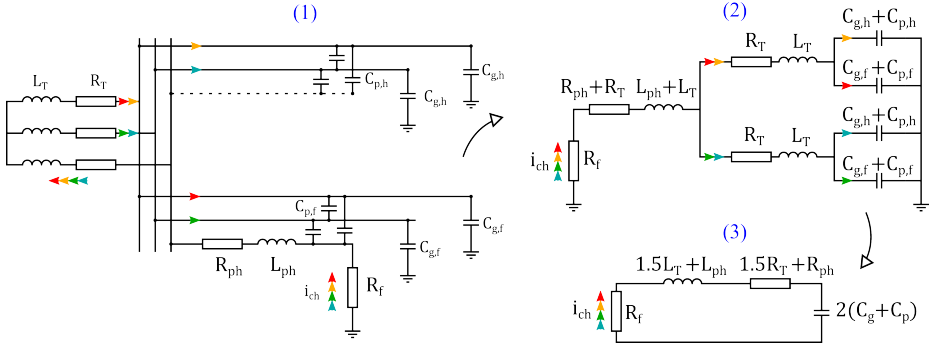 (1)
L_T R_T
C_p,h
C_g,h
C_g,h
C_p,f
C_g,f
C_g,f
R_ph L_ph
i_ch R_f
(2)
C_g,h+C_p,h
R_T L_T
C_g,f+C_p,f
R_ph+R_T L_ph+L_T
C_g,h+C_p,h
R_T L_T
C_g,f+C_p,f
i_ch R_f
(3)
1.5L_T+L_ph 1.5R_T+R_ph
i_ch R_f 2(C_g+C_p)